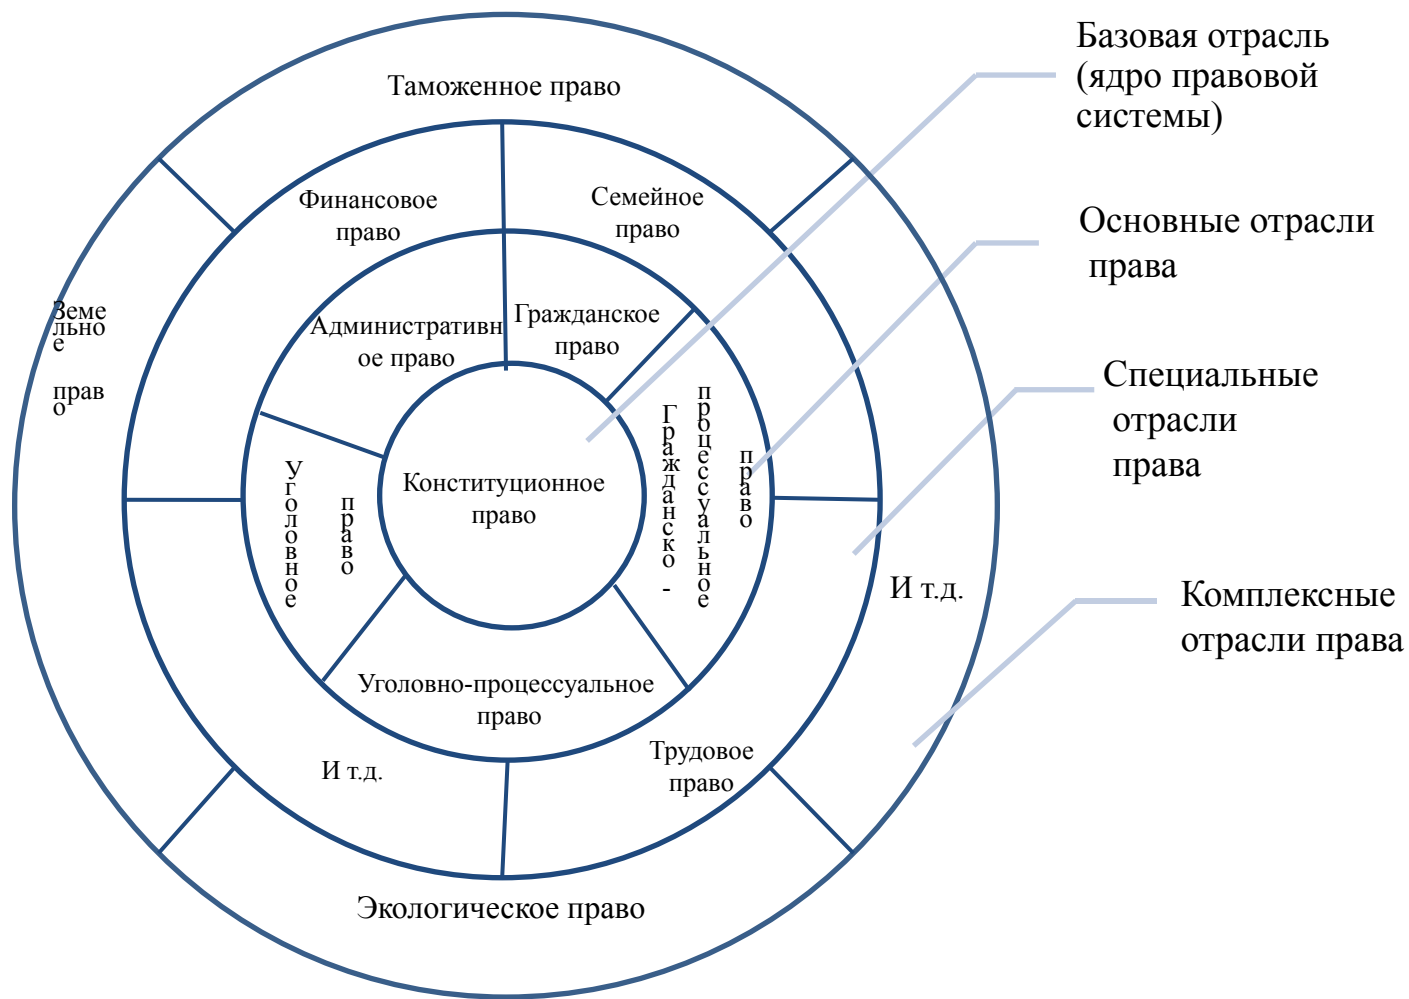 Таможенное право
Финансовое
право
Семейное
право
Административн
ое право
Гражданское
право
Земе
льно
е
прав
о
Уголовное
право
Конституционное
право
Гражданско-
процессуальное
право
Уголовно-процессуальное
право
И т.д.
Трудовое
право
И т.д.
Экологическое право
Базовая отрасль
(ядро правовой
системы)
Основные отрасли
права
Специальные
отрасли
права
Комплексные
отрасли права